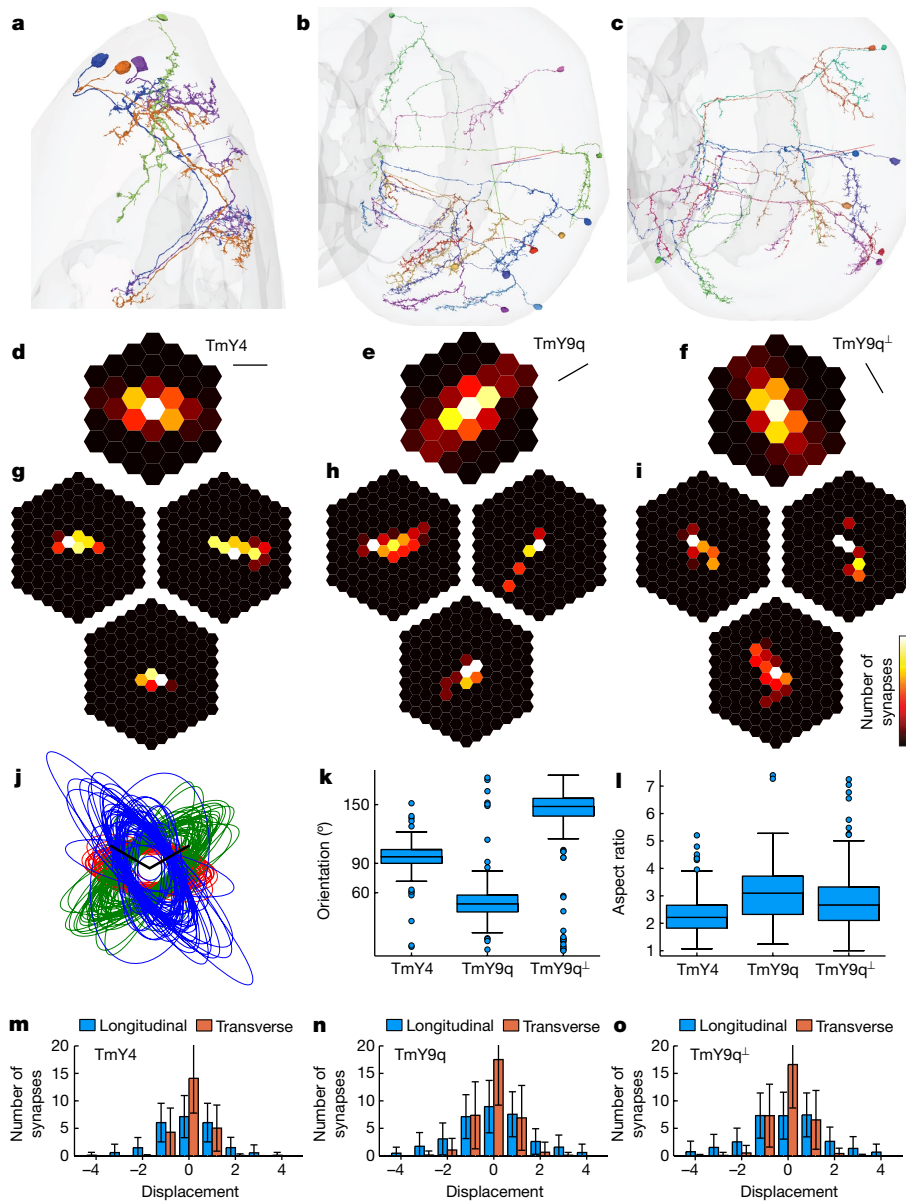 a
b
c
d
TmY4
e
TmY9q
f
TmY9q⊥
g
h
i
Number of
synapses
j
k
Orientation (º)
150
90
60
TmY4
TmY9q
TmY9q⊥
l
Aspect ratio
7
6
5
4
3
2
1
TmY4
TmY9q
TmY9q⊥
m
Longitudinal
Transverse
TmY4
Number of
synapses
20
15
10
5
0
−4
−2
0
2
4
Displacement
n
Longitudinal
Transverse
TmY9q
Number of
synapses
20
15
10
5
0
−4
−2
0
2
4
Displacement
o
Longitudinal
Transverse
TmY9q⊥
Number of
synapses
20
15
10
5
0
−4
−2
0
2
4
Displacement